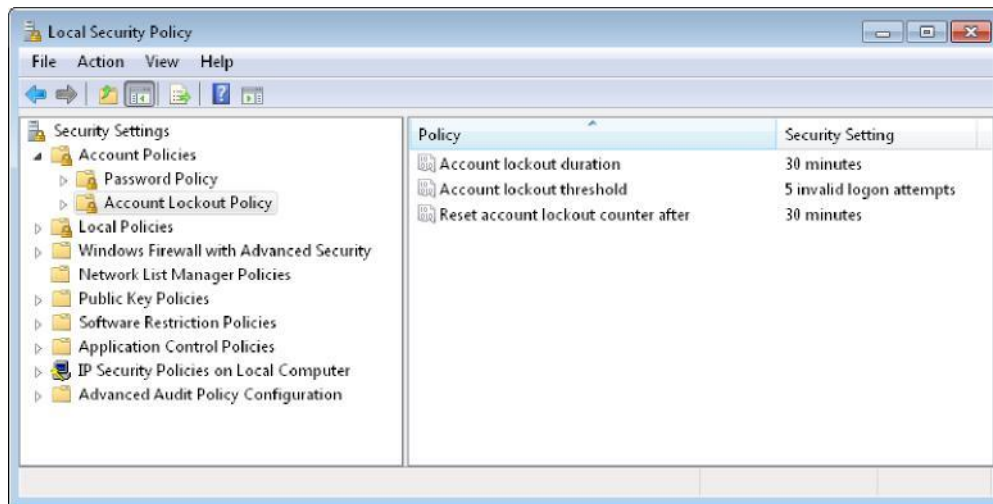 Local Security Policy
File Action View Help
Security Settings
Account Policies
Password Policy
Account Lockout Policy
Local Policies
Windows Firewall with Advanced Security
Network List Manager Policies
Public Key Policies
Software Restriction Policies
Application Control Policies
IP Security Policies on Local Computer
Advanced Audit Policy Configuration
Policy Security Setting
Account lockout duration 30 minutes
Account lockout threshold 5 invalid logon attempts
Reset account lockout counter after 30 minutes